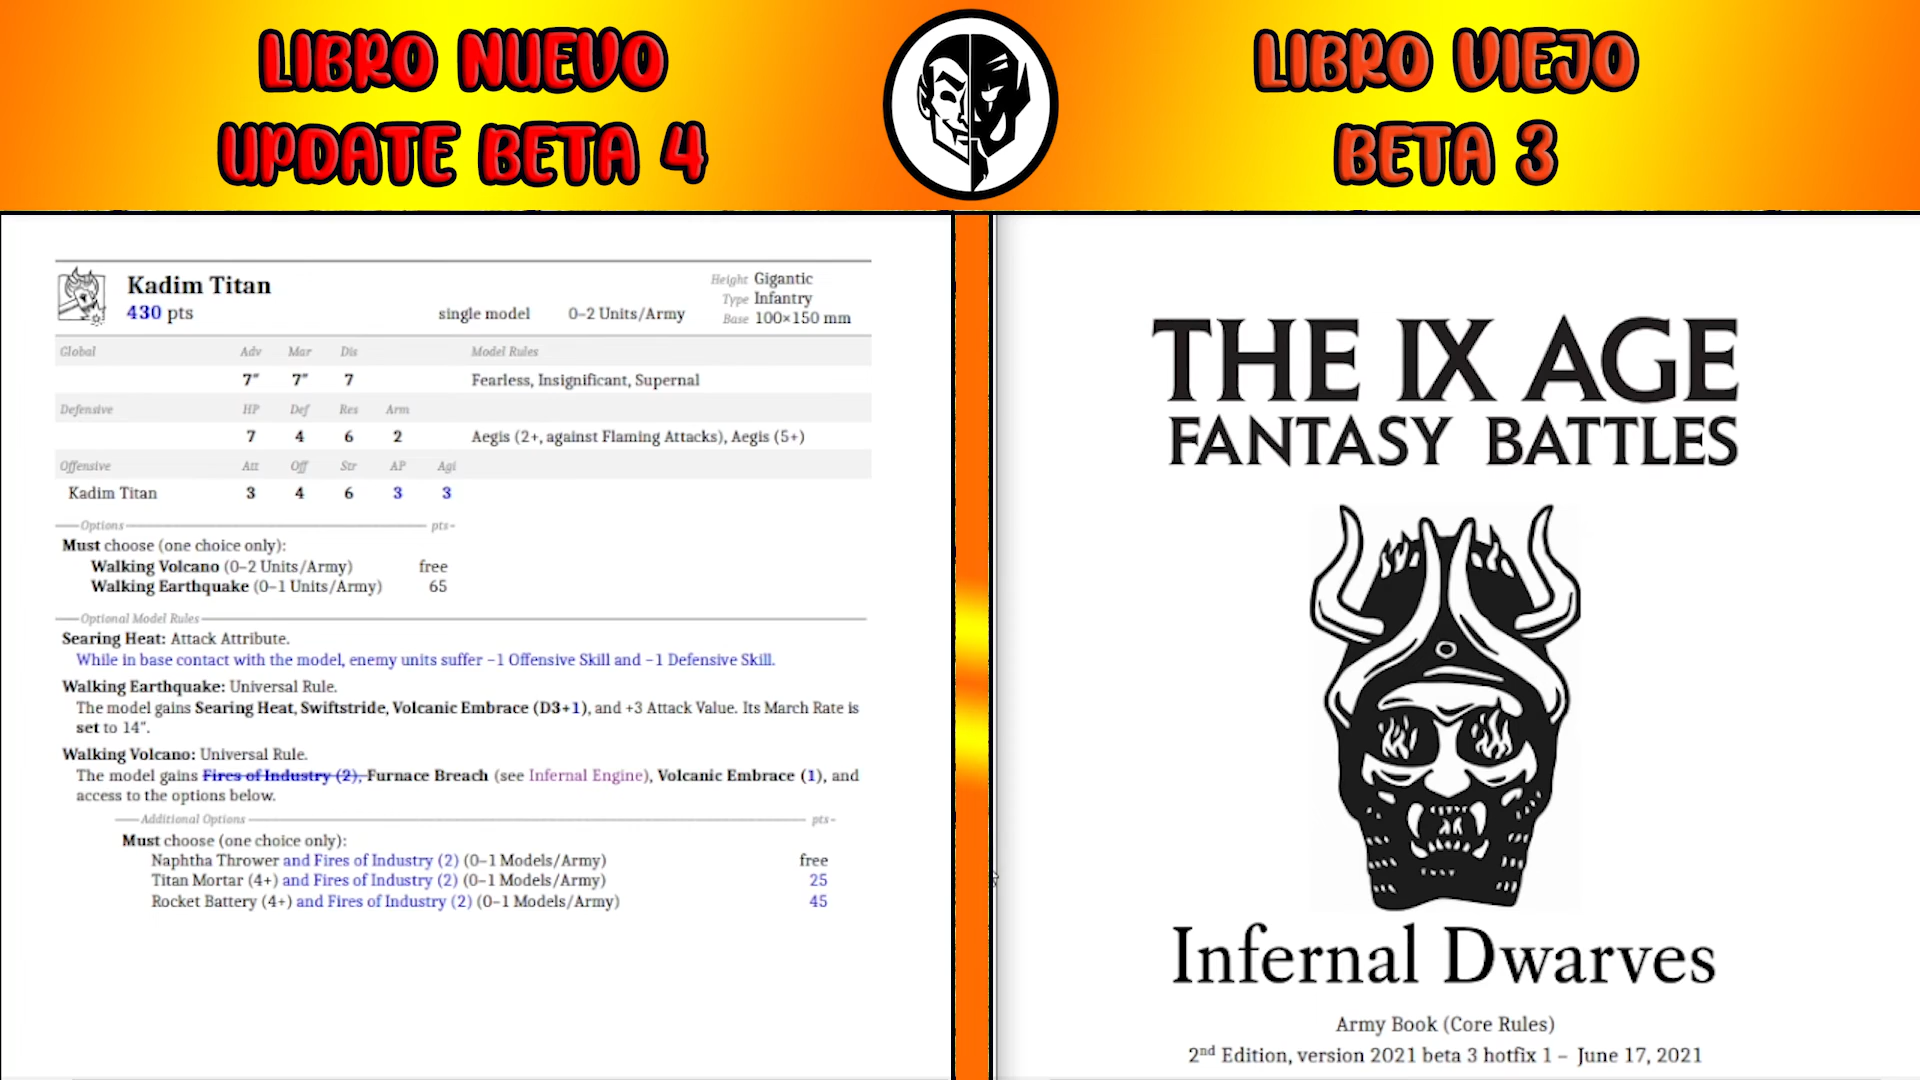 LIBRO NUEVO
UPDATE BETA 4
LIBRO VIEJO
BETA 3
Kadim Titan
430 pts
single model
0–2 Units/Army
Height Gigantic
Type Infantry
Base 100×150 mm
Global Adv Mar Dis Model Rules
7″ 7″ 7 Fearless, Insignificant, Supernal
Defensive HP Def Res Arm
7 4 6 2 Aegis (2+, against Flaming Attacks), Aegis (5+)
Offensive Att Off Str AP Agi
Kadim Titan 3 4 6 3 3
Options pts
Must choose (one choice only):
Walking Volcano (0–2 Units/Army) free
Walking Earthquake (0–1 Units/Army) 65
Optional Model Rules
Searing Heat: Attack Attribute.
While in base contact with the model, enemy units suffer −1 Offensive Skill and −1 Defensive Skill.
Walking Earthquake: Universal Rule.
The model gains Searing Heat, Swiftstride, Volcanic Embrace (D3+1), and +3 Attack Value. Its March Rate is
set to 14″.
Walking Volcano: Universal Rule.
The model gains Fires of Industry (2), Furnace Breach (see Infernal Engine), Volcanic Embrace (1), and
access to the options below.
Additional Options pts
Must choose (one choice only):
Naphtha Thrower and Fires of Industry (2) (0–1 Models/Army) free
Titan Mortar (4+) and Fires of Industry (2) (0–1 Models/Army) 25
Rocket Battery (4+) and Fires of Industry (2) (0–1 Models/Army) 45
THE IX AGE
FANTASY BATTLES
Infernal Dwarves
Army Book (Core Rules)
2nd Edition, version 2021 beta 3 hotfix 1 – June 17, 2021